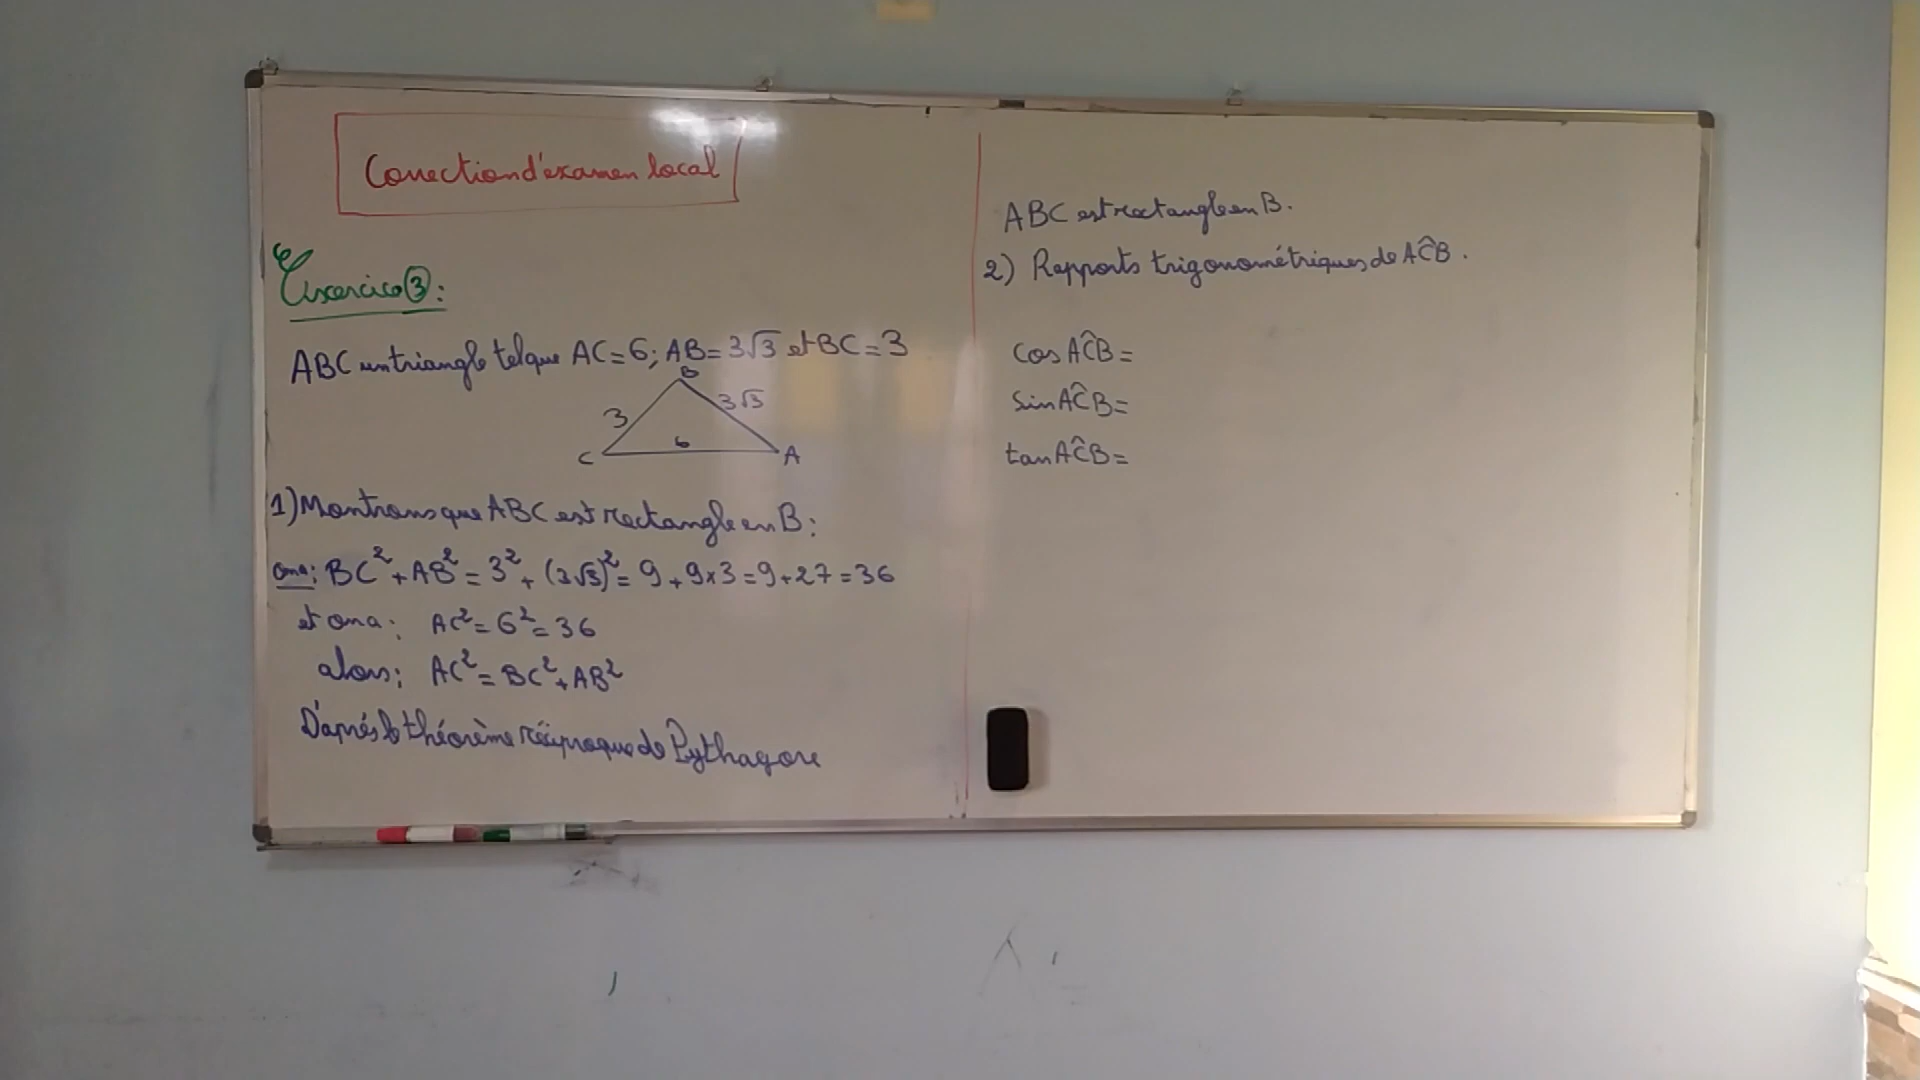 Correction d'examen local
Exercice 3 :
ABC un triangle tel que AC = 6 ; AB = 3√3 et BC = 3
B
3
3√3
6
C
A
1) Montrons que ABC est rectangle en B :
on a : BC² + AB² = 3² + (3√3)² = 9 + 9×3 = 9 + 27 = 36
et on a : AC² = 6² = 36
alors ; AC² = BC² + AB²
D'aprés le théorème réciproque de Pythagore
ABC est rectangle en B.
2) Rapports trigonométriques de AĈB.
cos AĈB =
sin AĈB =
tan AĈB =